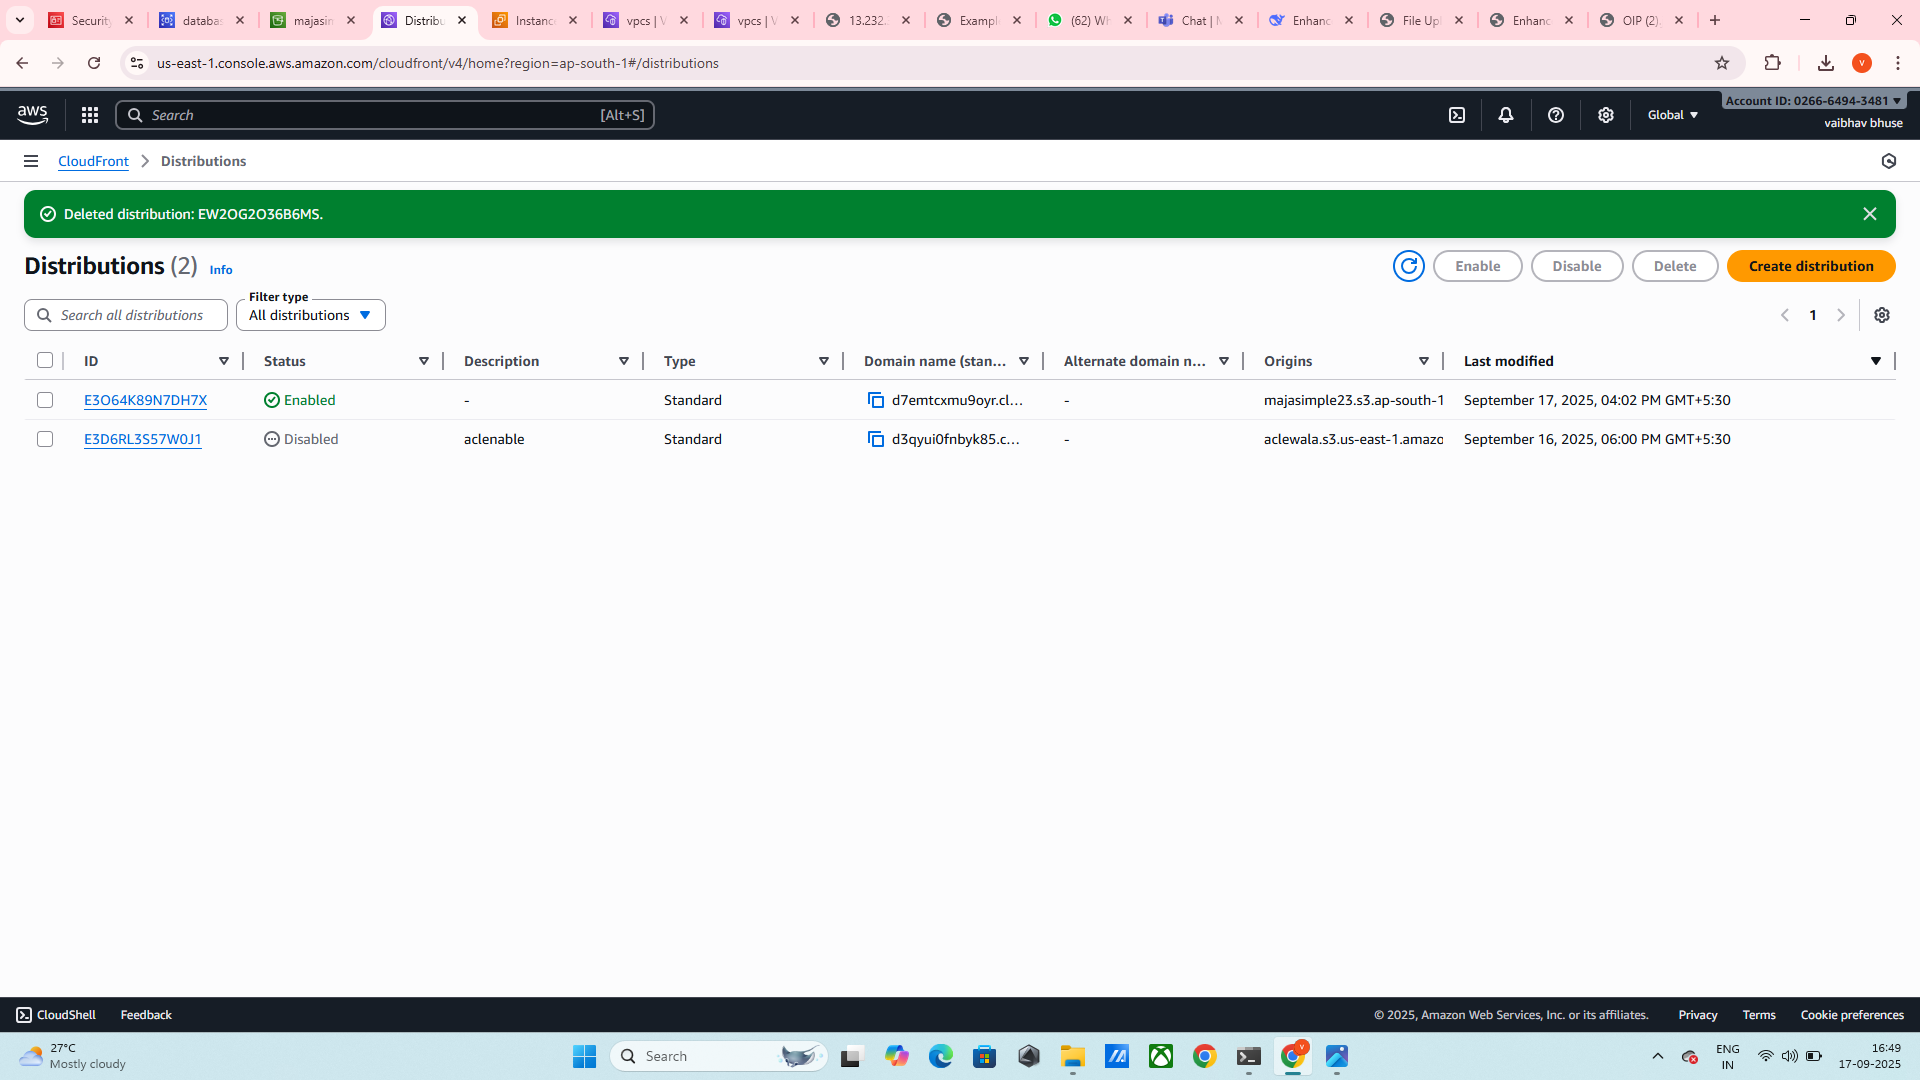 Security
databas
majasim
Distribu
Instanc
vpcs | V
vpcs | V
13.232.
Exampl
(62) Wh
Chat | M
Enhanc
File Upl
Enhanc
OIP (2).
us-east-1.console.aws.amazon.com/cloudfront/v4/home?region=ap-south-1#/distributions
V
aws
Search
[Alt+S]
Global
Account ID: 0266-6494-3481
vaibhav bhuse
CloudFront
Distributions
Deleted distribution: EW2OG2O36B6MS.
Distributions (2) Info
Enable
Disable
Delete
Create distribution
Search all distributions
Filter type
All distributions
1
ID Status Description Type Domain name (stan... Alternate domain n... Origins Last modified
E3O64K89N7DH7X Enabled - Standard d7emtcxmu9oyr.cl... - majasimple23.s3.ap-south-1 September 17, 2025, 04:02 PM GMT+5:30
E3D6RL3S57W0J1 Disabled aclenable Standard d3qyui0fnbyk85.c... - aclewala.s3.us-east-1.amazo September 16, 2025, 06:00 PM GMT+5:30
CloudShell Feedback © 2025, Amazon Web Services, Inc. or its affiliates. Privacy Terms Cookie preferences
27°C
Mostly cloudy
Search
ENG
IN
16:49
17-09-2025